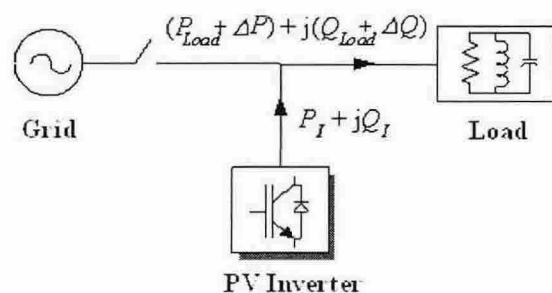 (P_Load + ΔP) + j(Q_Load + ΔQ)
Grid
P_I + jQ_I
Load
PV Inverter